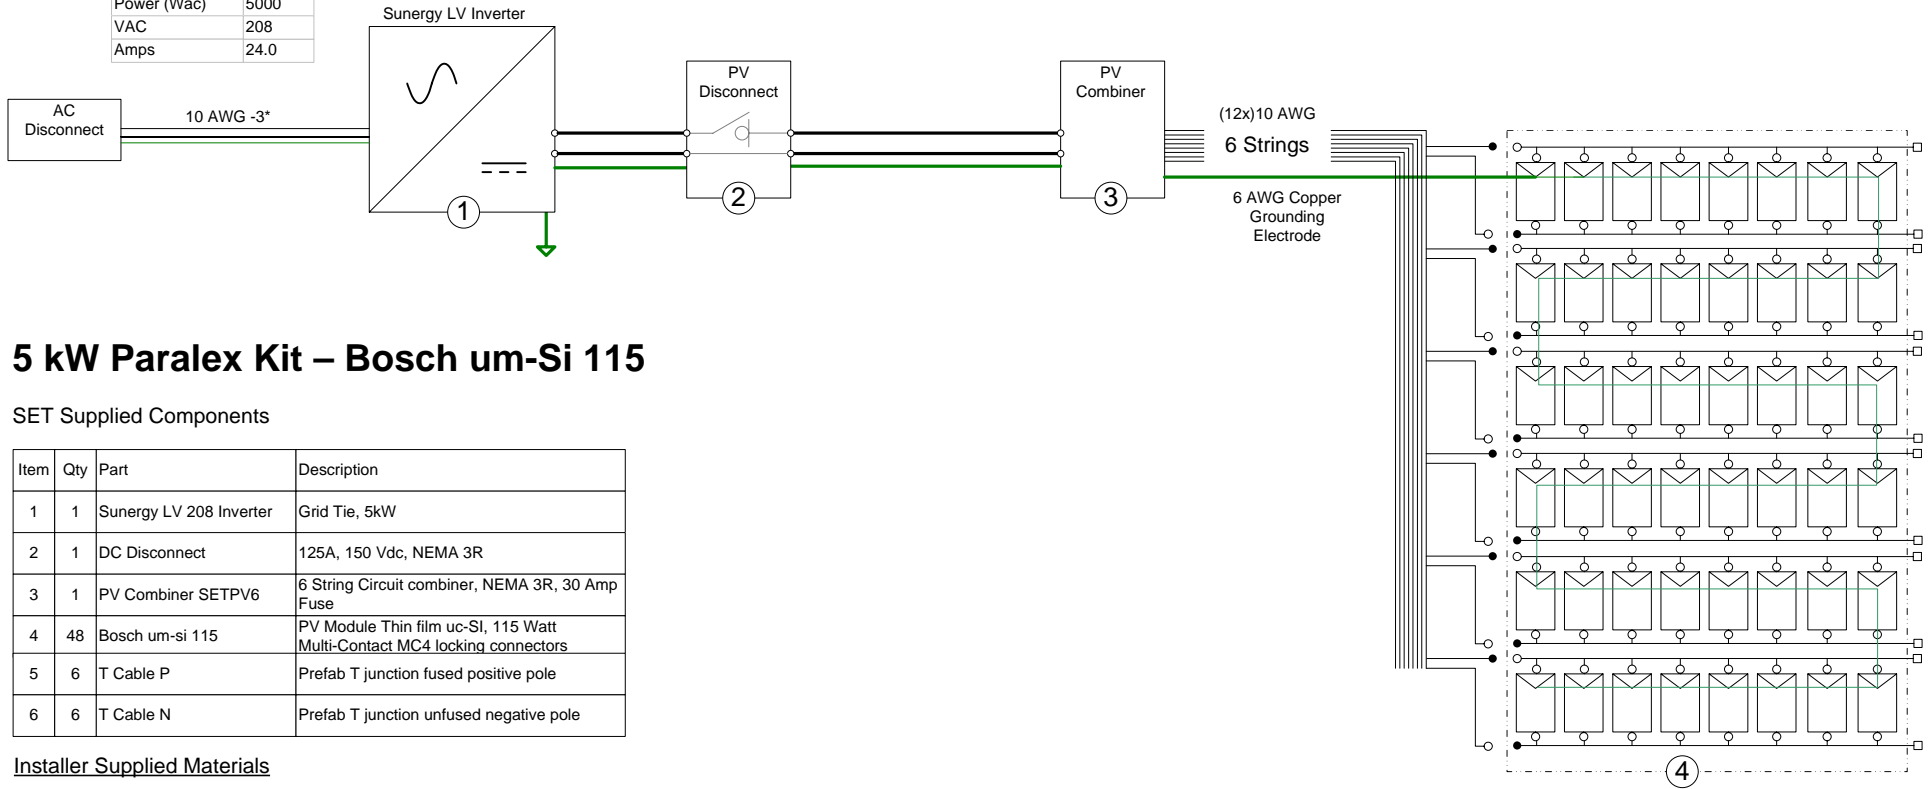 Power (Wac) 5000
VAC 208
Amps 24.0
Sunergy LV Inverter
AC
Disconnect
10 AWG -3*
1
PV
Disconnect
2
PV
Combiner
3
(12x)10 AWG
6 Strings
6 AWG Copper
Grounding
Electrode
4
5 kW Paralex Kit – Bosch um-Si 115
SET Supplied Components
Item Qty Part Description
1 1 Sunergy LV 208 Inverter Grid Tie, 5kW
2 1 DC Disconnect 125A, 150 Vdc, NEMA 3R
3 1 PV Combiner SETPV6 6 String Circuit combiner, NEMA 3R, 30 Amp
Fuse
4 48 Bosch um-si 115 PV Module Thin film uc-SI, 115 Watt
Multi-Contact MC4 locking connectors
5 6 T Cable P Prefab T junction fused positive pole
6 6 T Cable N Prefab T junction unfused negative pole
Installer Supplied Materials